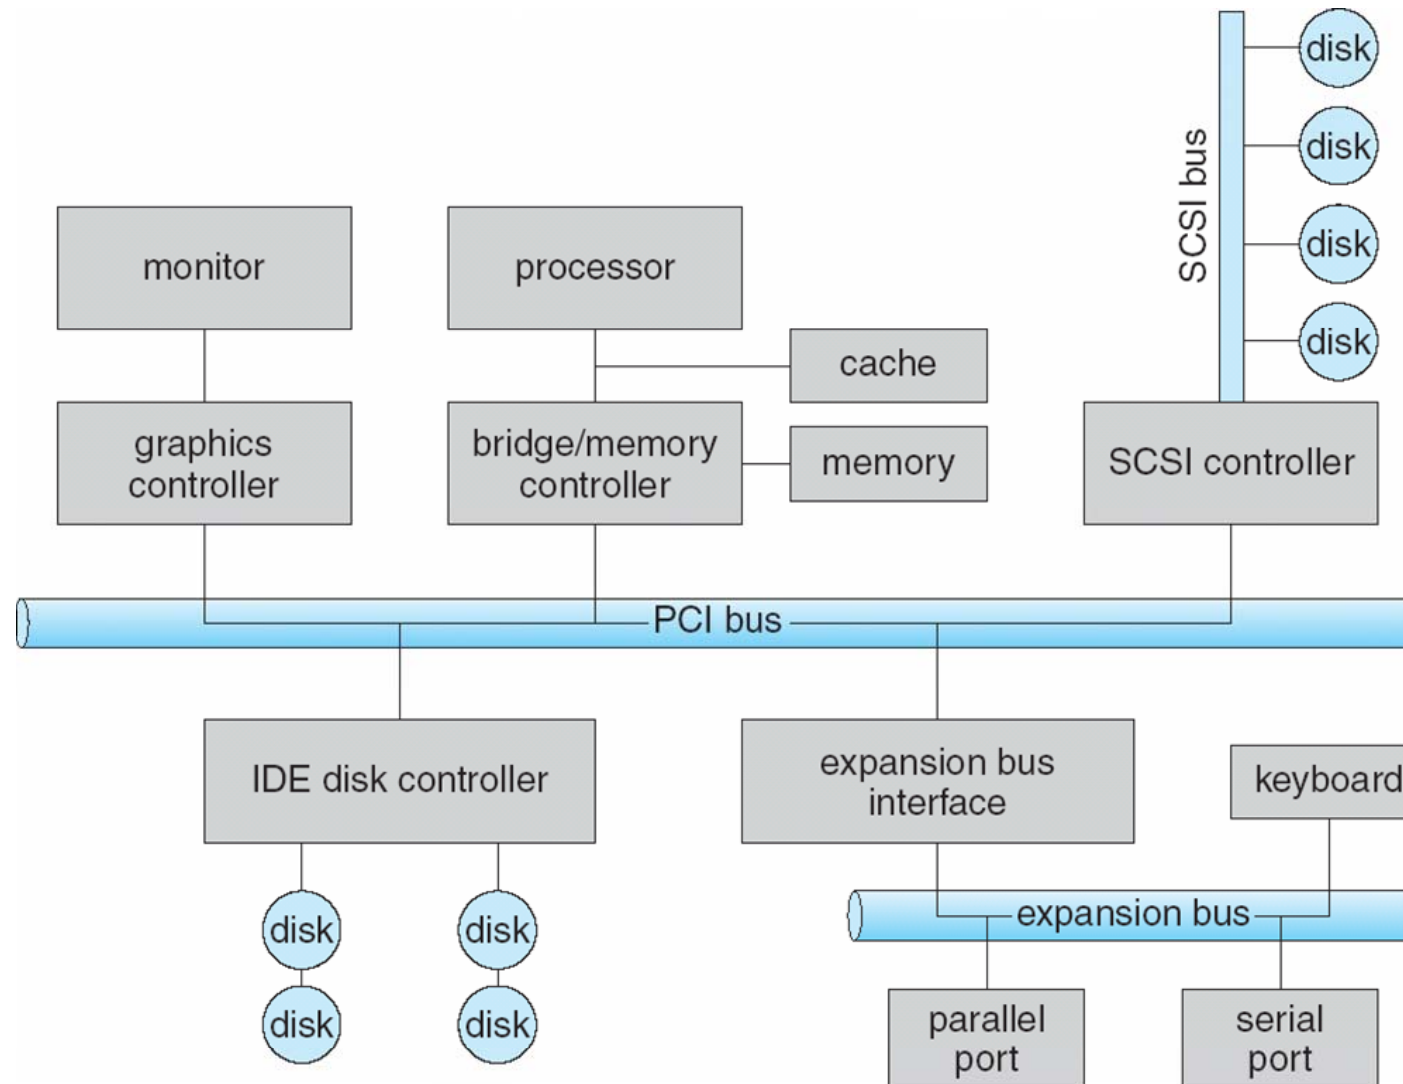 disk
disk
SCSI bus
disk
disk
monitor
processor
cache
graphics
controller
bridge/memory
controller
memory
SCSI controller
PCI bus
IDE disk controller
expansion bus
interface
keyboard
disk
disk
expansion bus
disk
disk
parallel
port
serial
port